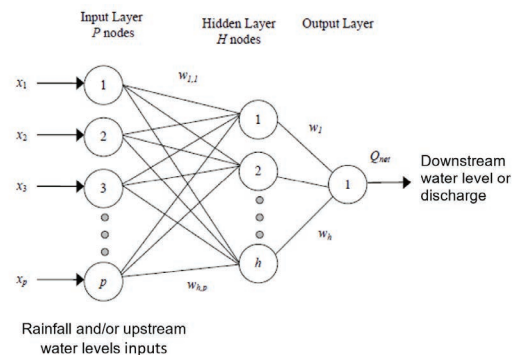 Input Layer
P nodes
Hidden Layer
H nodes
Output Layer
x1
x2
x3
xp
1
2
3
p
w1,1
wh,p
1
2
h
w1
wh
1
Qnet
Downstream
water level or
discharge
Rainfall and/or upstream
water levels inputs